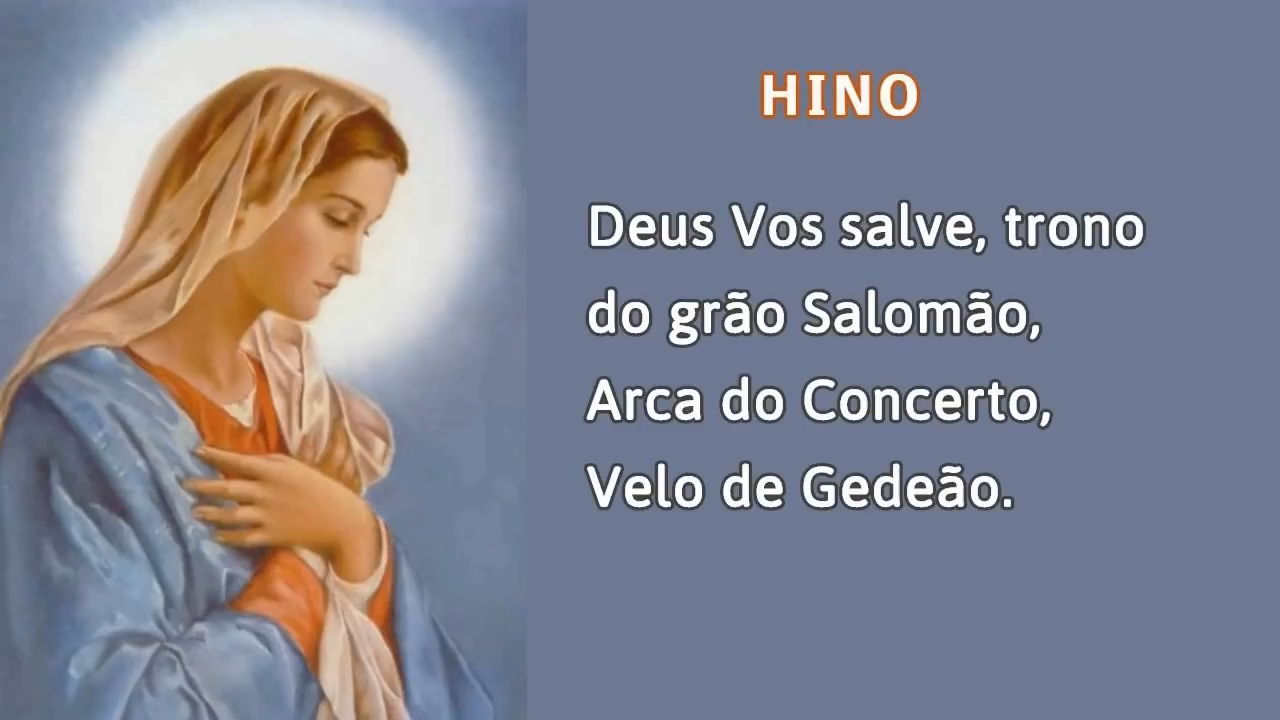 HINO
Deus Vos salve, trono
do grão Salomão,
Arca do Concerto,
Velo de Gedeão.